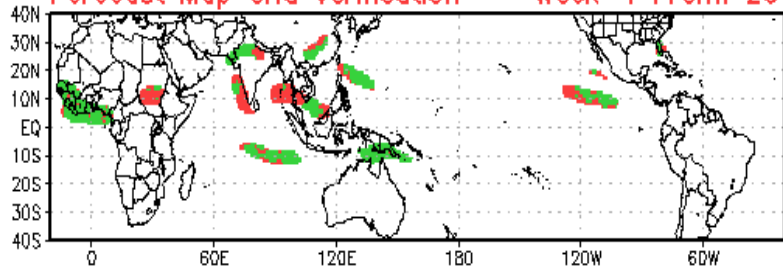 Forecast Map and Verification Week-1 From: 20
40N
30N
20N
10N
EQ
10S
20S
30S
40S
0 60E 120E 180 120W 60W